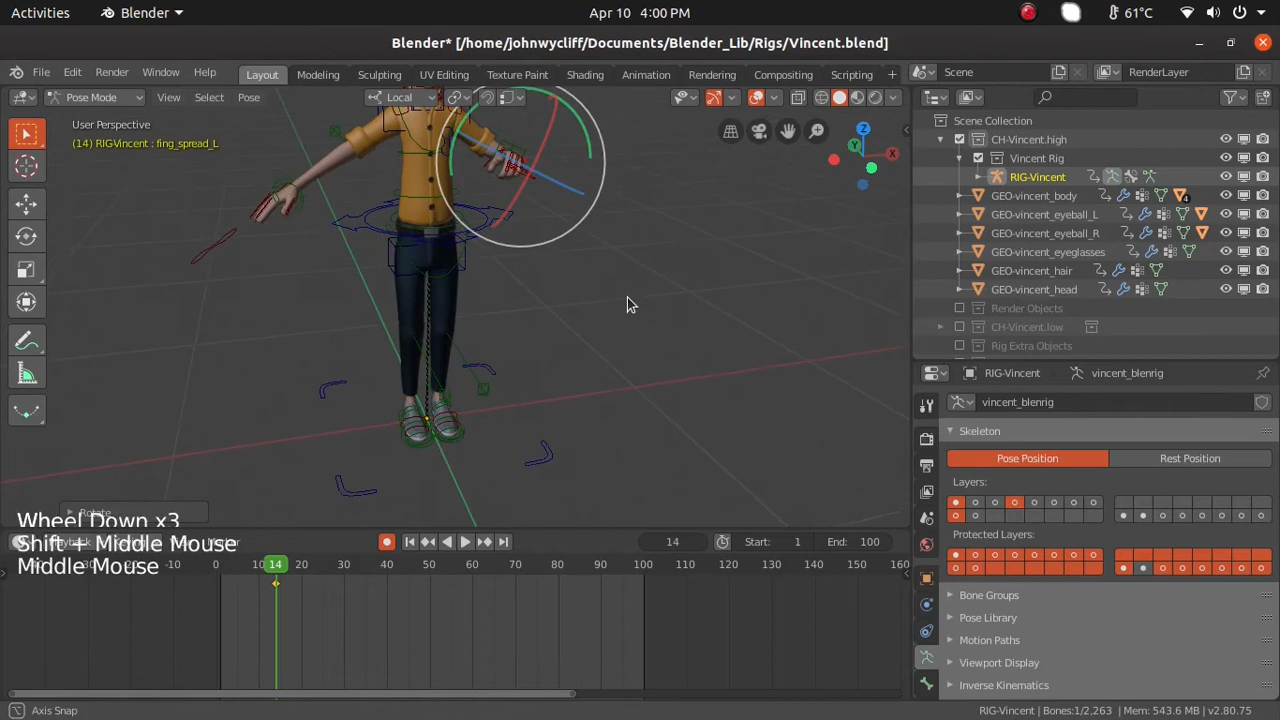 Activities
Blender
Apr 10 4:00 PM
61°C
Blender* [/home/johnwycliff/Documents/Blender_Lib/Rigs/Vincent.blend]
File Edit Render Window Help
Layout Modeling Sculpting UV Editing Texture Paint Shading Animation Rendering Compositing Scripting +
Scene
RenderLayer
Pose Mode View Select Pose
Local
User Perspective
(14) RIGVincent : fing_spread_L
Z
Y
X
Scene Collection
CH-Vincent.high
Vincent Rig
RIG-Vincent
GEO-vincent_body
4
GEO-vincent_eyeball_L
GEO-vincent_eyeball_R
GEO-vincent_eyeglasses
GEO-vincent_hair
GEO-vincent_head
Render Objects
CH-Vincent.low
Rig Extra Objects
RIG-Vincent
vincent_blenrig
vincent_blenrig
Skeleton
Pose Position
Rest Position
Layers:
Protected Layers:
Bone Groups
Pose Library
Motion Paths
Viewport Display
Inverse Kinematics
Rotate
Wheel Down x3
Shift + Middle Mouse
Middle Mouse
14
Start: 1
End: 100
-10 0 10 14 20 30 40 50 60 70 80 90 100 110 120 130 140 150 160
Axis Snap
RIG-Vincent | Bones:1/2,263 | Mem: 543.6 MB | v2.80.75